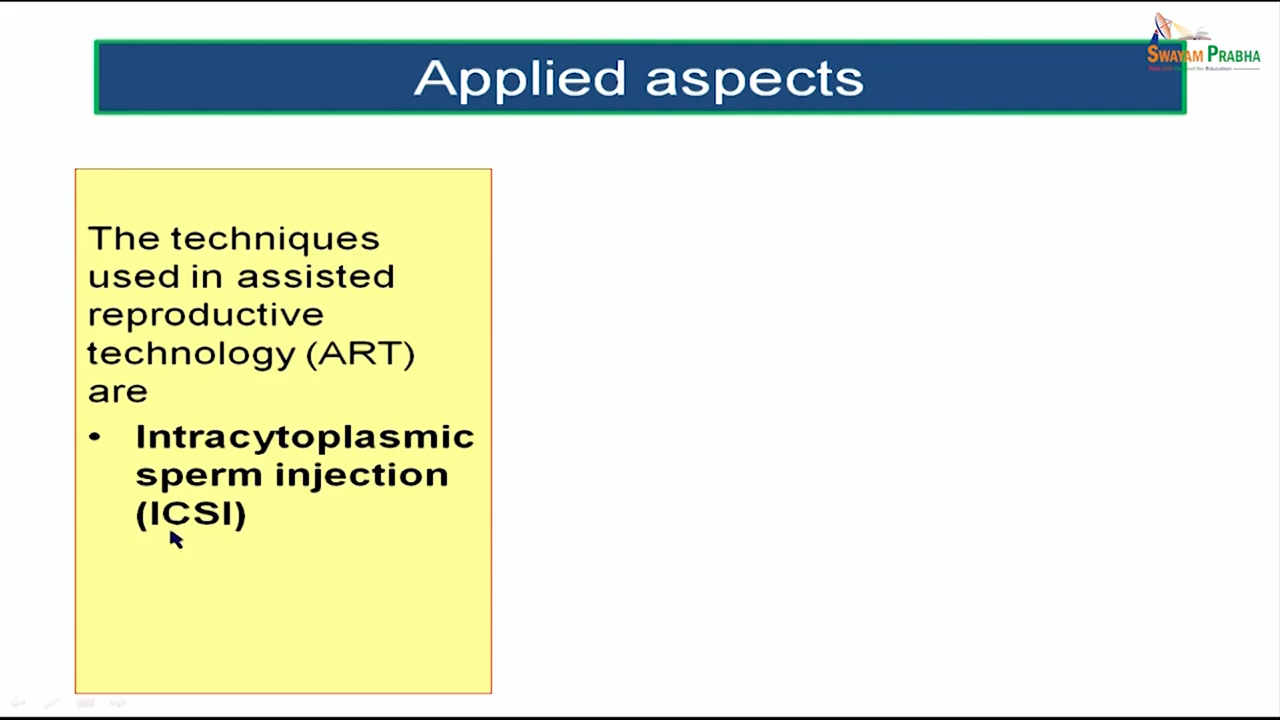 Applied aspects
SWAYAM PRABHA
The techniques
used in assisted
reproductive
technology (ART)
are
• Intracytoplasmic
sperm injection
(ICSI)